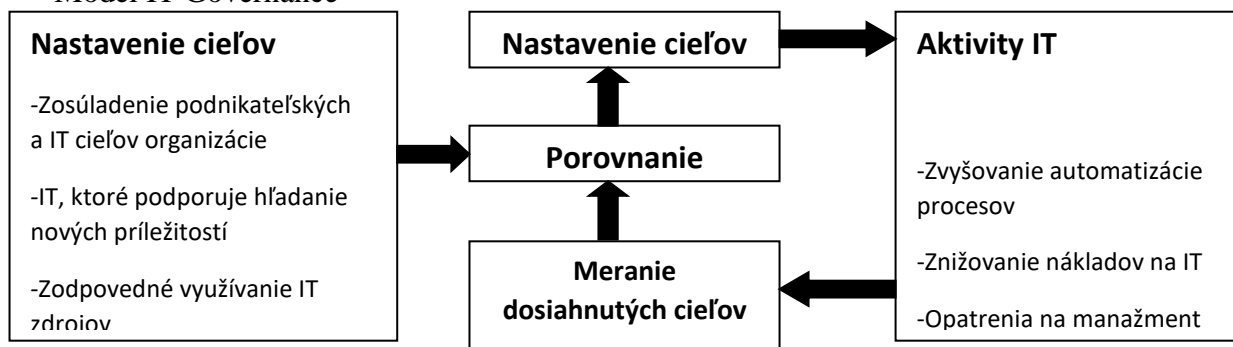 Model IT Governance
Nastavenie cieľov
-Zosúladenie podnikateľských
a IT cieľov organizácie
-IT, ktoré podporuje hľadanie
nových príležitostí
-Zodpovedné využívanie IT
zdrojov
Nastavenie cieľov
Porovnanie
Meranie
dosiahnutých cieľov
Aktivity IT
-Zvyšovanie automatizácie
procesov
-Znižovanie nákladov na IT
-Opatrenia na manažment